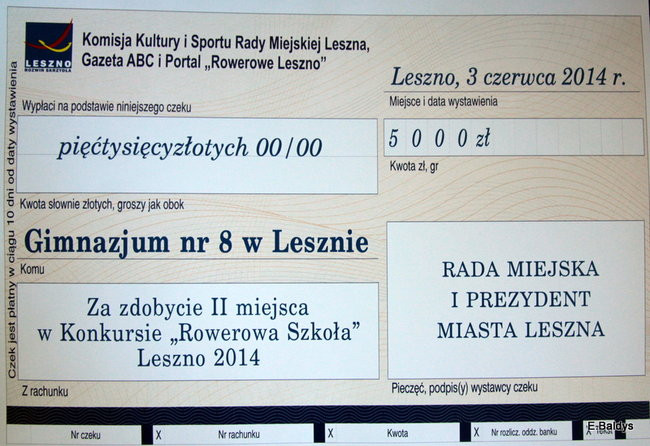 LESZNO
ROZWIŃ SKRZYDŁA
Komisja Kultury i Sportu Rady Miejskiej Leszna,
Gazeta ABC i Portal „Rowerowe Leszno”
Leszno, 3 czerwca 2014 r.
Miejsce i data wystawienia
Wypłaci na podstawie niniejszego czeku
pięćtysięcyzłotych 00/00
5 0 0 0 zł
Kwota zł, gr
Kwota słownie złotych, groszy jak obok
Gimnazjum nr 8 w Lesznie
Komu
Za zdobycie II miejsca
w Konkursie „Rowerowa Szkoła”
Leszno 2014
Z rachunku
RADA MIEJSKA
I PREZYDENT
MIASTA LESZNA
Pieczęć, podpis(y) wystawcy czeku
Czek jest płatny w ciągu 10 dni od daty wystawienia
Nr czeku X Nr rachunku X Kwota X Nr rozlicz. oddz. banku X
E.Bałdys